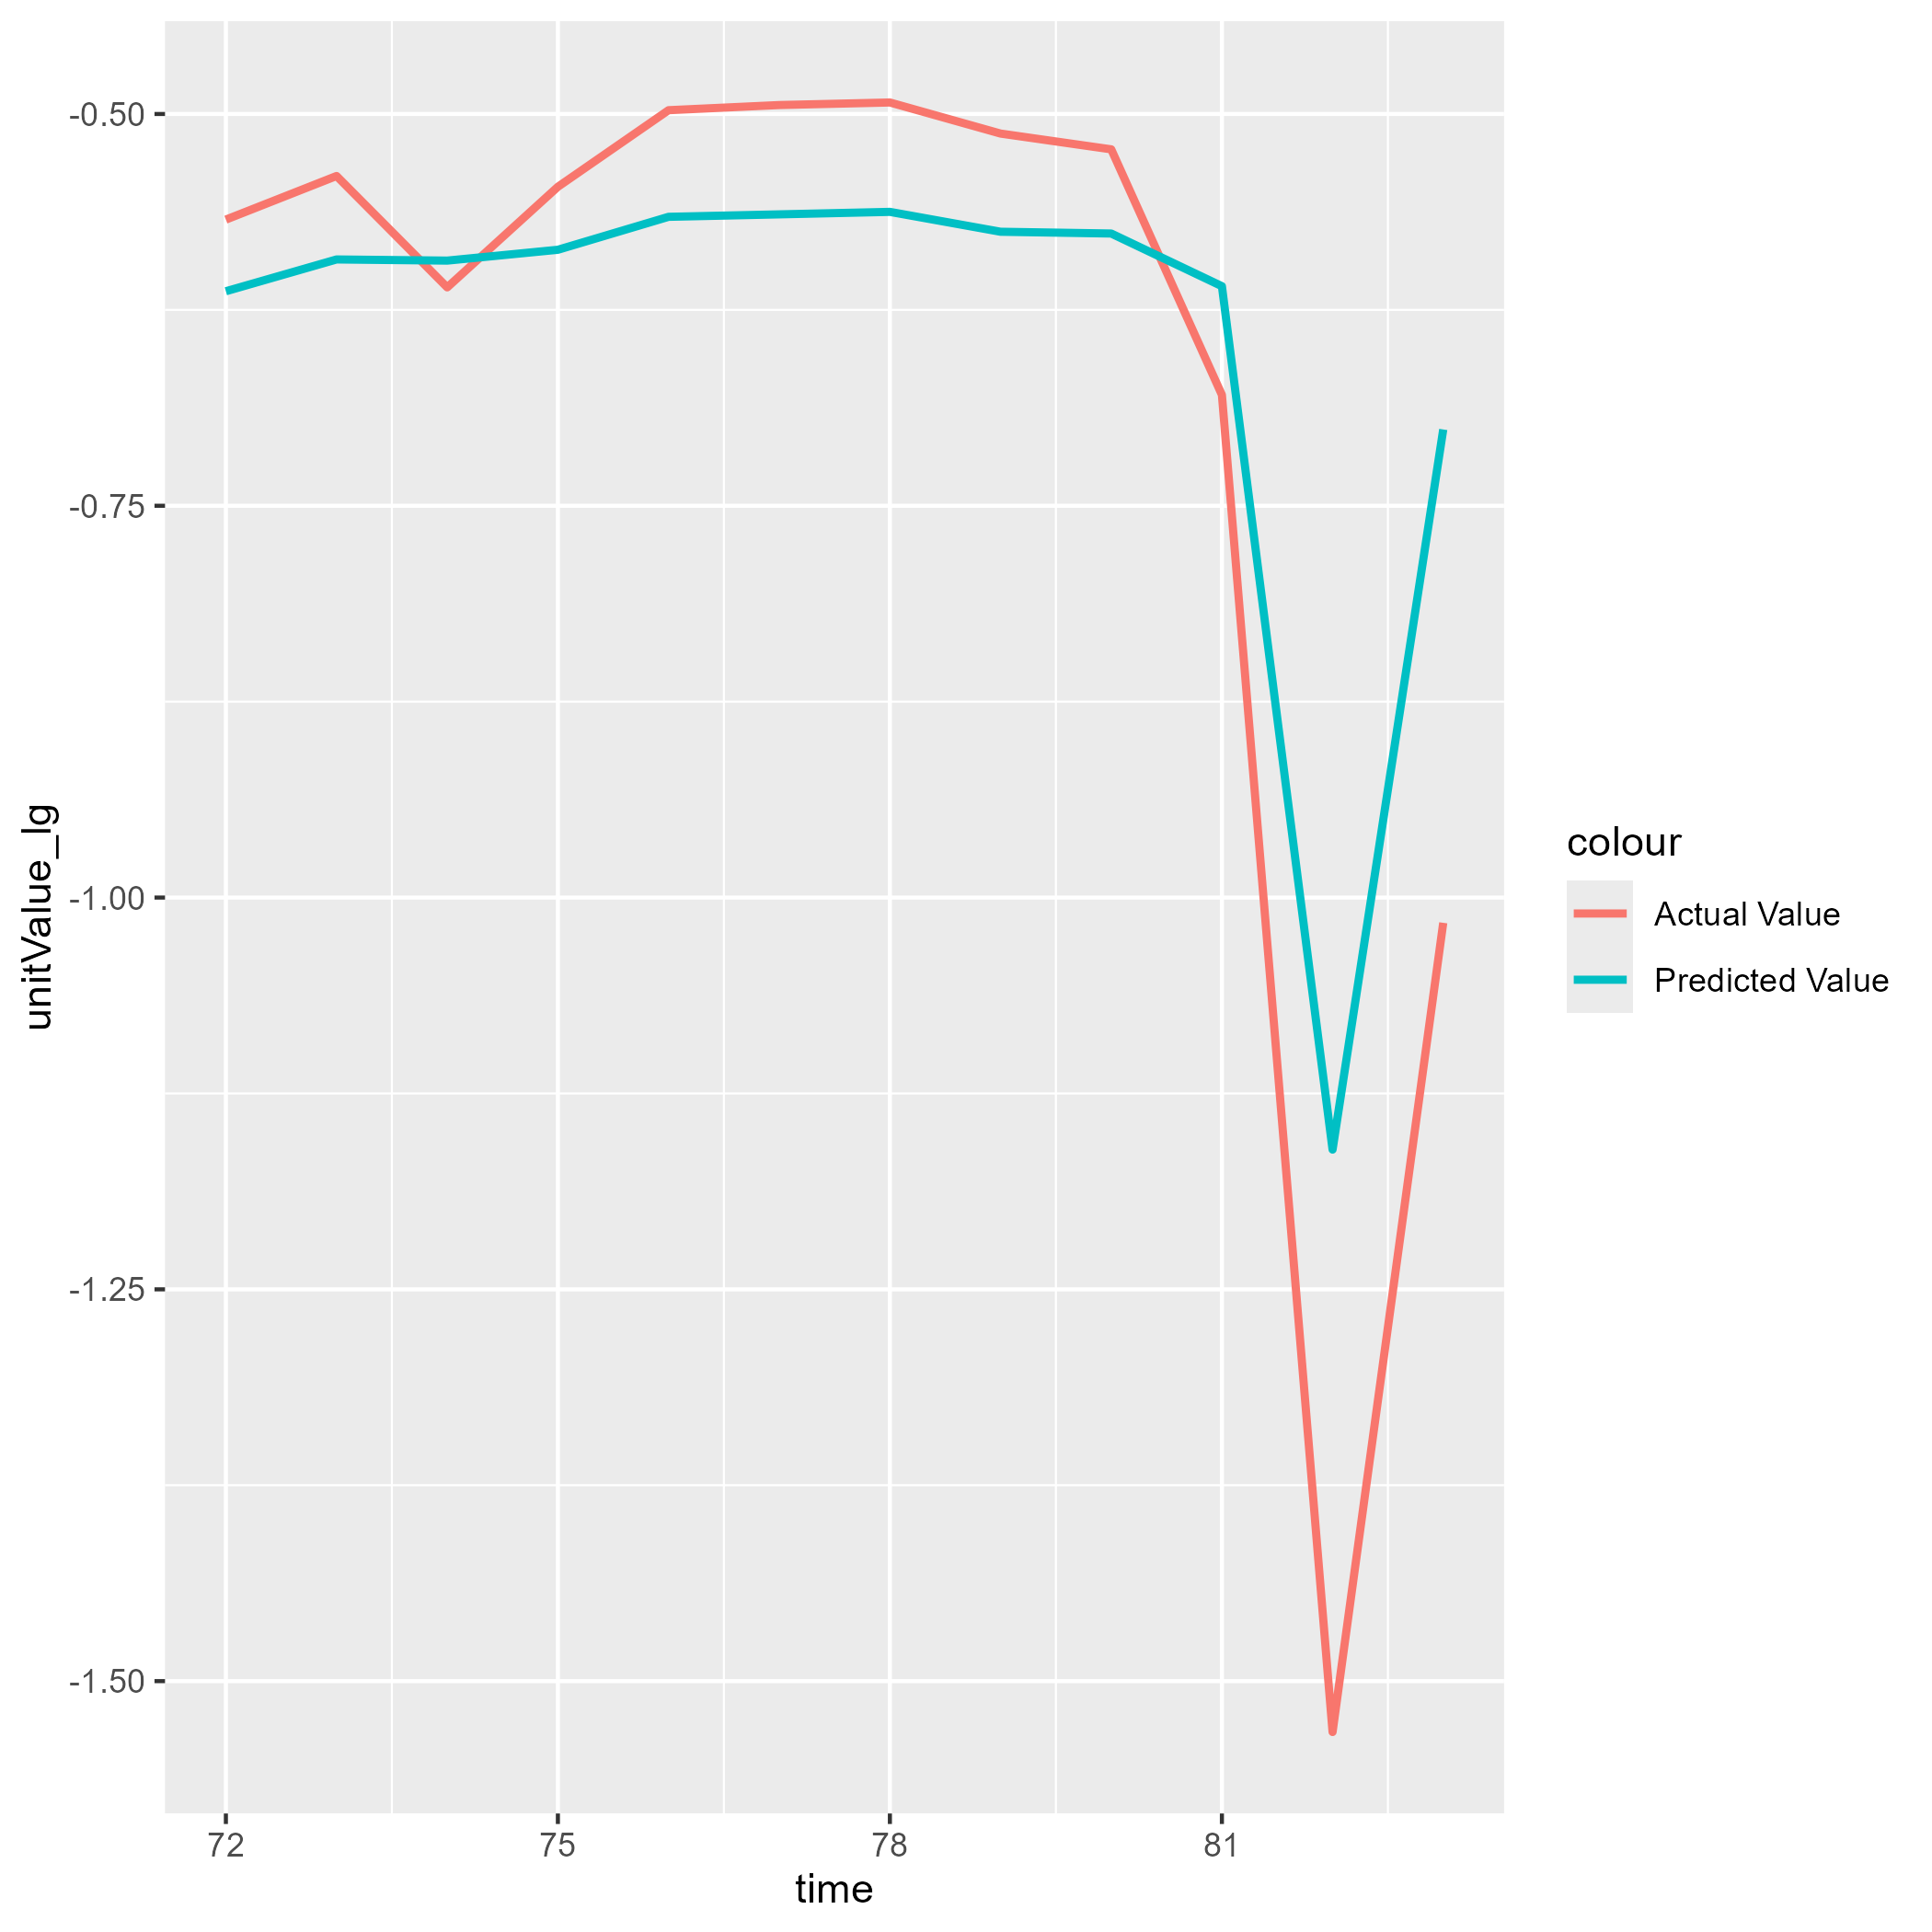 -0.50
-0.75
-1.00
-1.25
-1.50
unitValue_lg
72 75 78 81
time
colour
Actual Value
Predicted Value